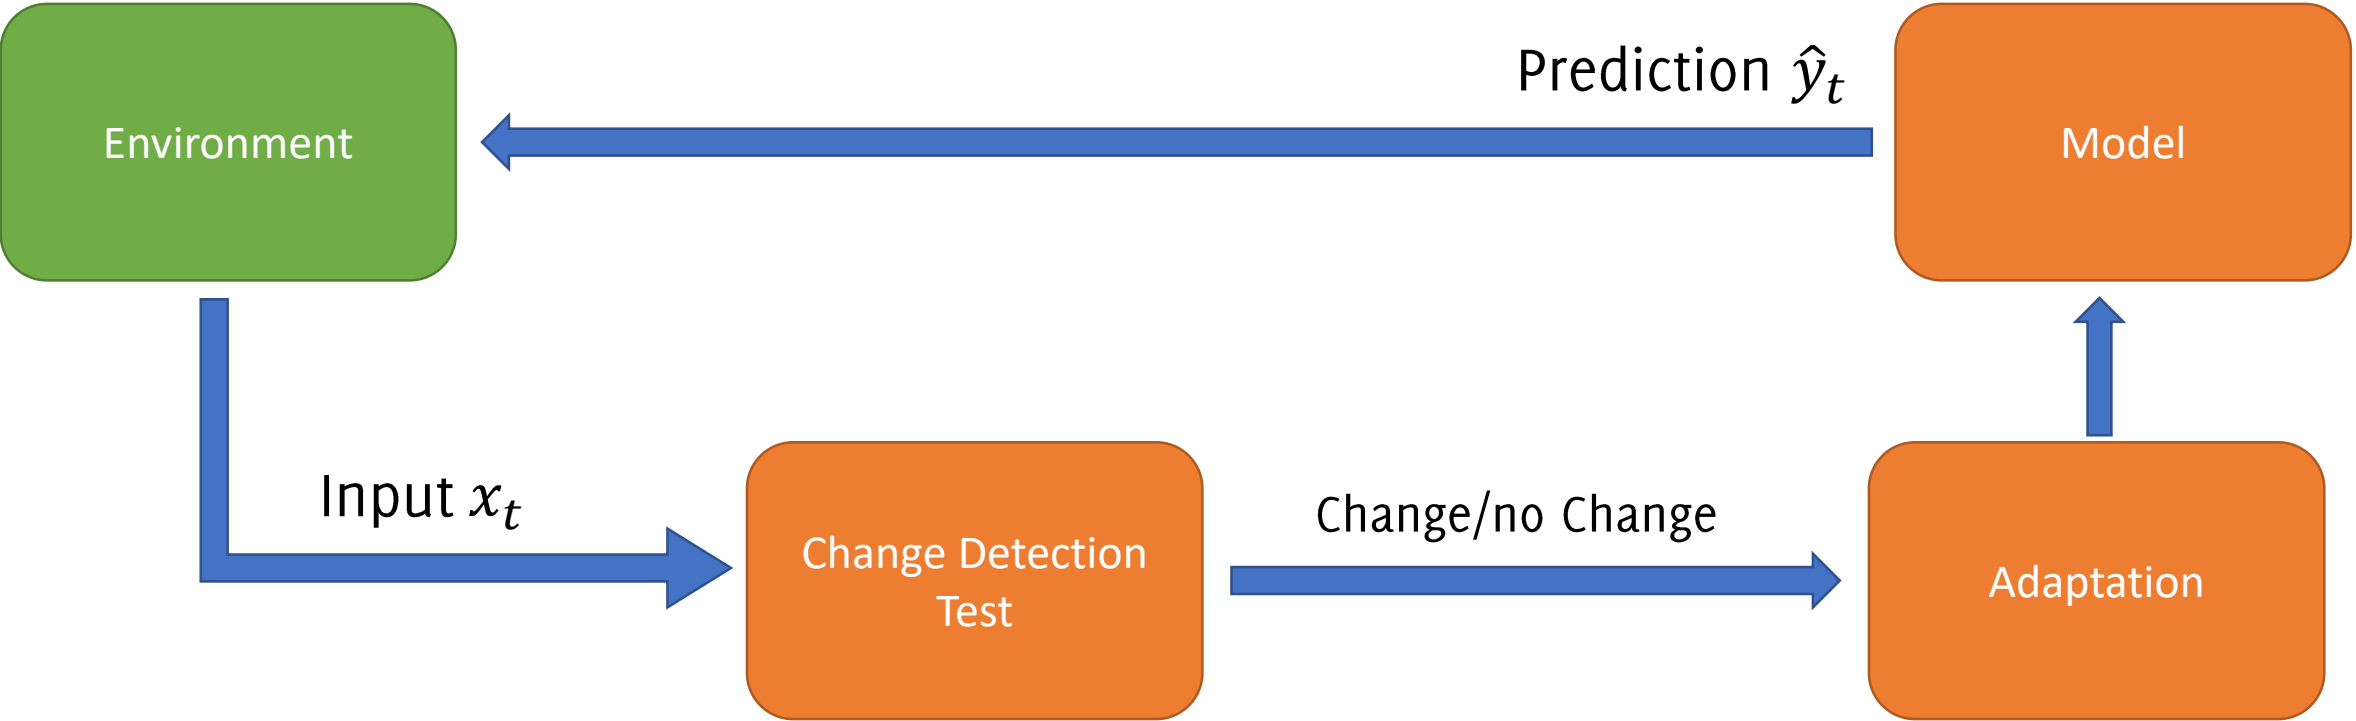 Prediction ŷₜ
Environment
Model
Input xₜ
Change/no Change
Change Detection
Test
Adaptation